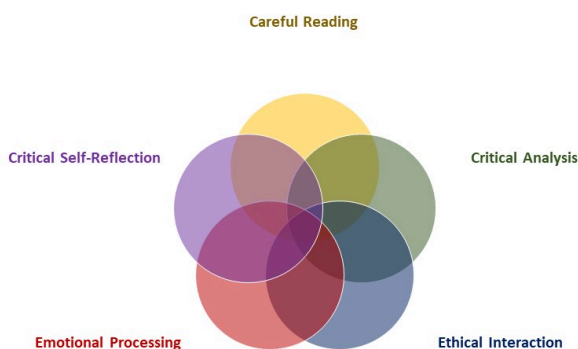 Careful Reading
Critical Self-Reflection
Critical Analysis
Emotional Processing
Ethical Interaction